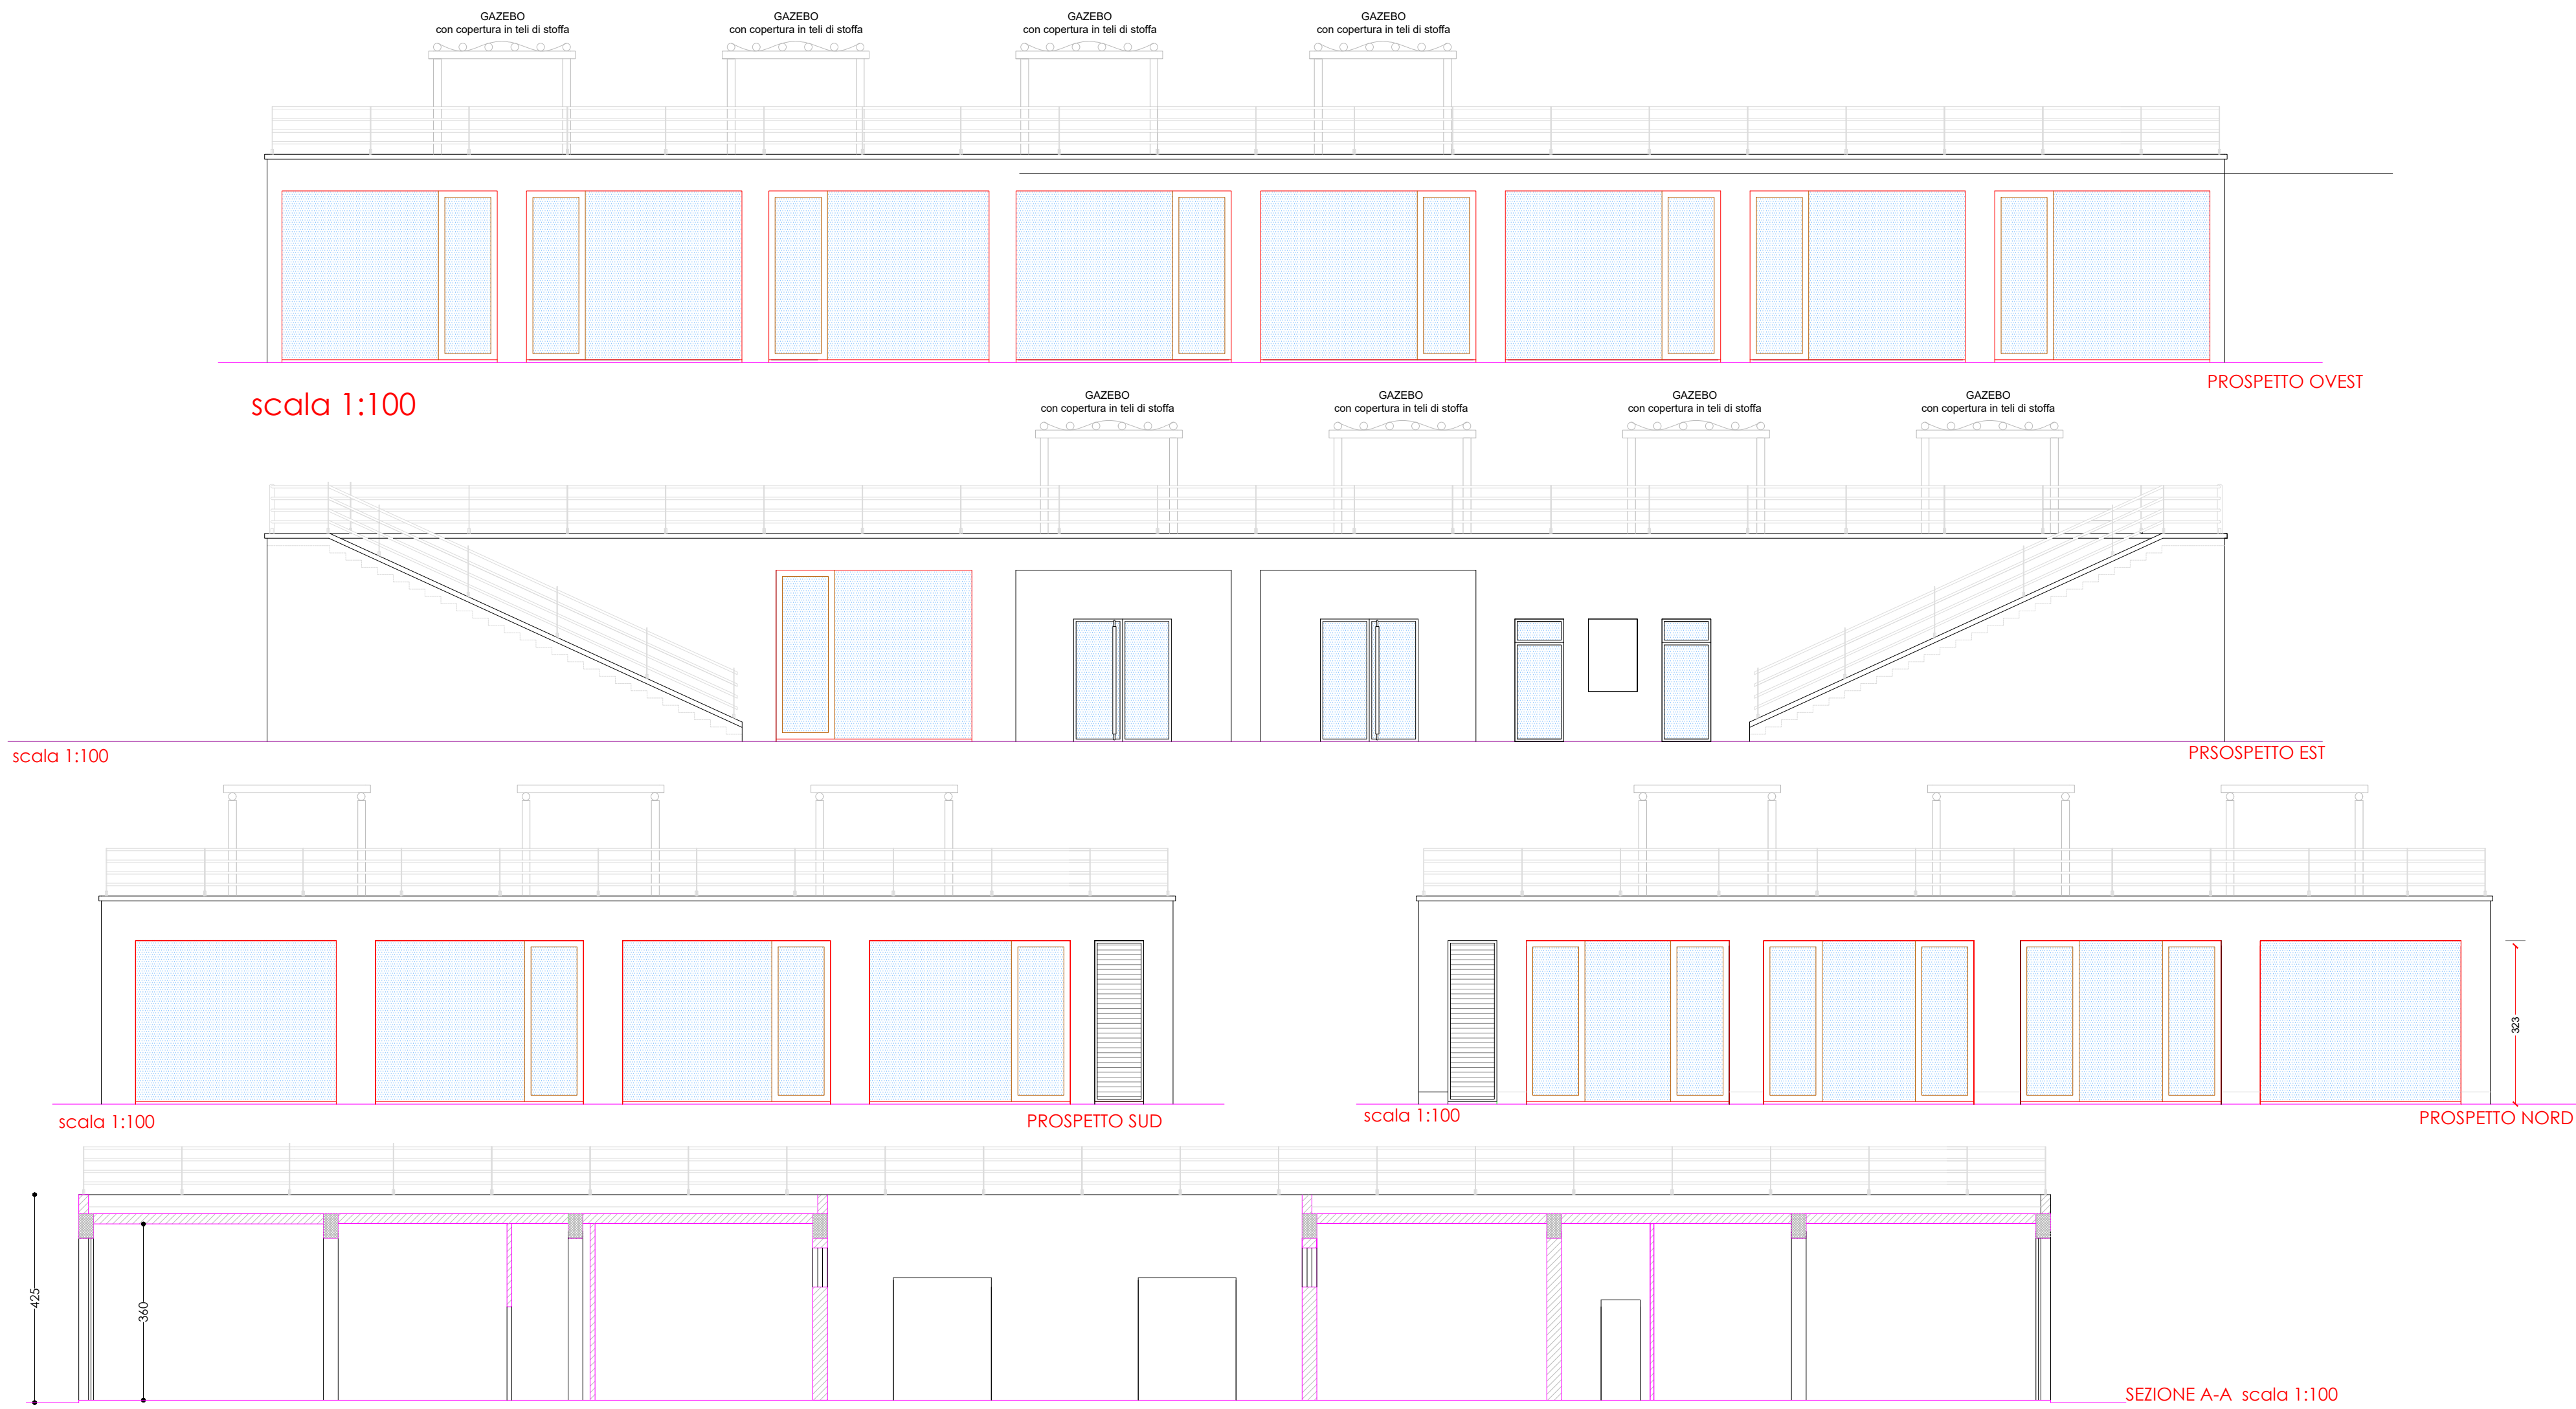 GAZEBO
con copertura in teli di stoffa
GAZEBO
con copertura in teli di stoffa
GAZEBO
con copertura in teli di stoffa
GAZEBO
con copertura in teli di stoffa
PROSPETTO OVEST
scala 1:100
GAZEBO
con copertura in teli di stoffa
GAZEBO
con copertura in teli di stoffa
GAZEBO
con copertura in teli di stoffa
GAZEBO
con copertura in teli di stoffa
scala 1:100
PRSOSPETTO EST
323
scala 1:100
PROSPETTO SUD
scala 1:100
PROSPETTO NORD
425
360
SEZIONE A-A scala 1:100